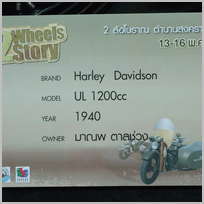 Wheels
Story
2 ล้อโบราณ ตำนานสงครา
13-16 พ.ค
BRAND Harley Davidson
MODEL UL 1200cc
YEAR 1940
OWNER มาณพ ตาลช่วง